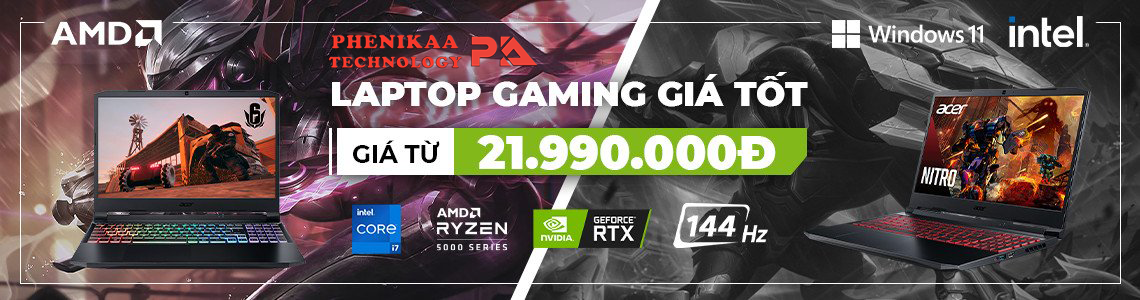 AMD
PHENIKAA
TECHNOLOGY
PA
Windows 11
intel.
LAPTOP GAMING GIÁ TỐT
GIÁ TỪ
21.990.000Đ
acer
NITRO
acer
intel
CORE
i7
AMD
RYZEN
5000 SERIES
NVIDIA.
GEFORCE
RTX
144 Hz